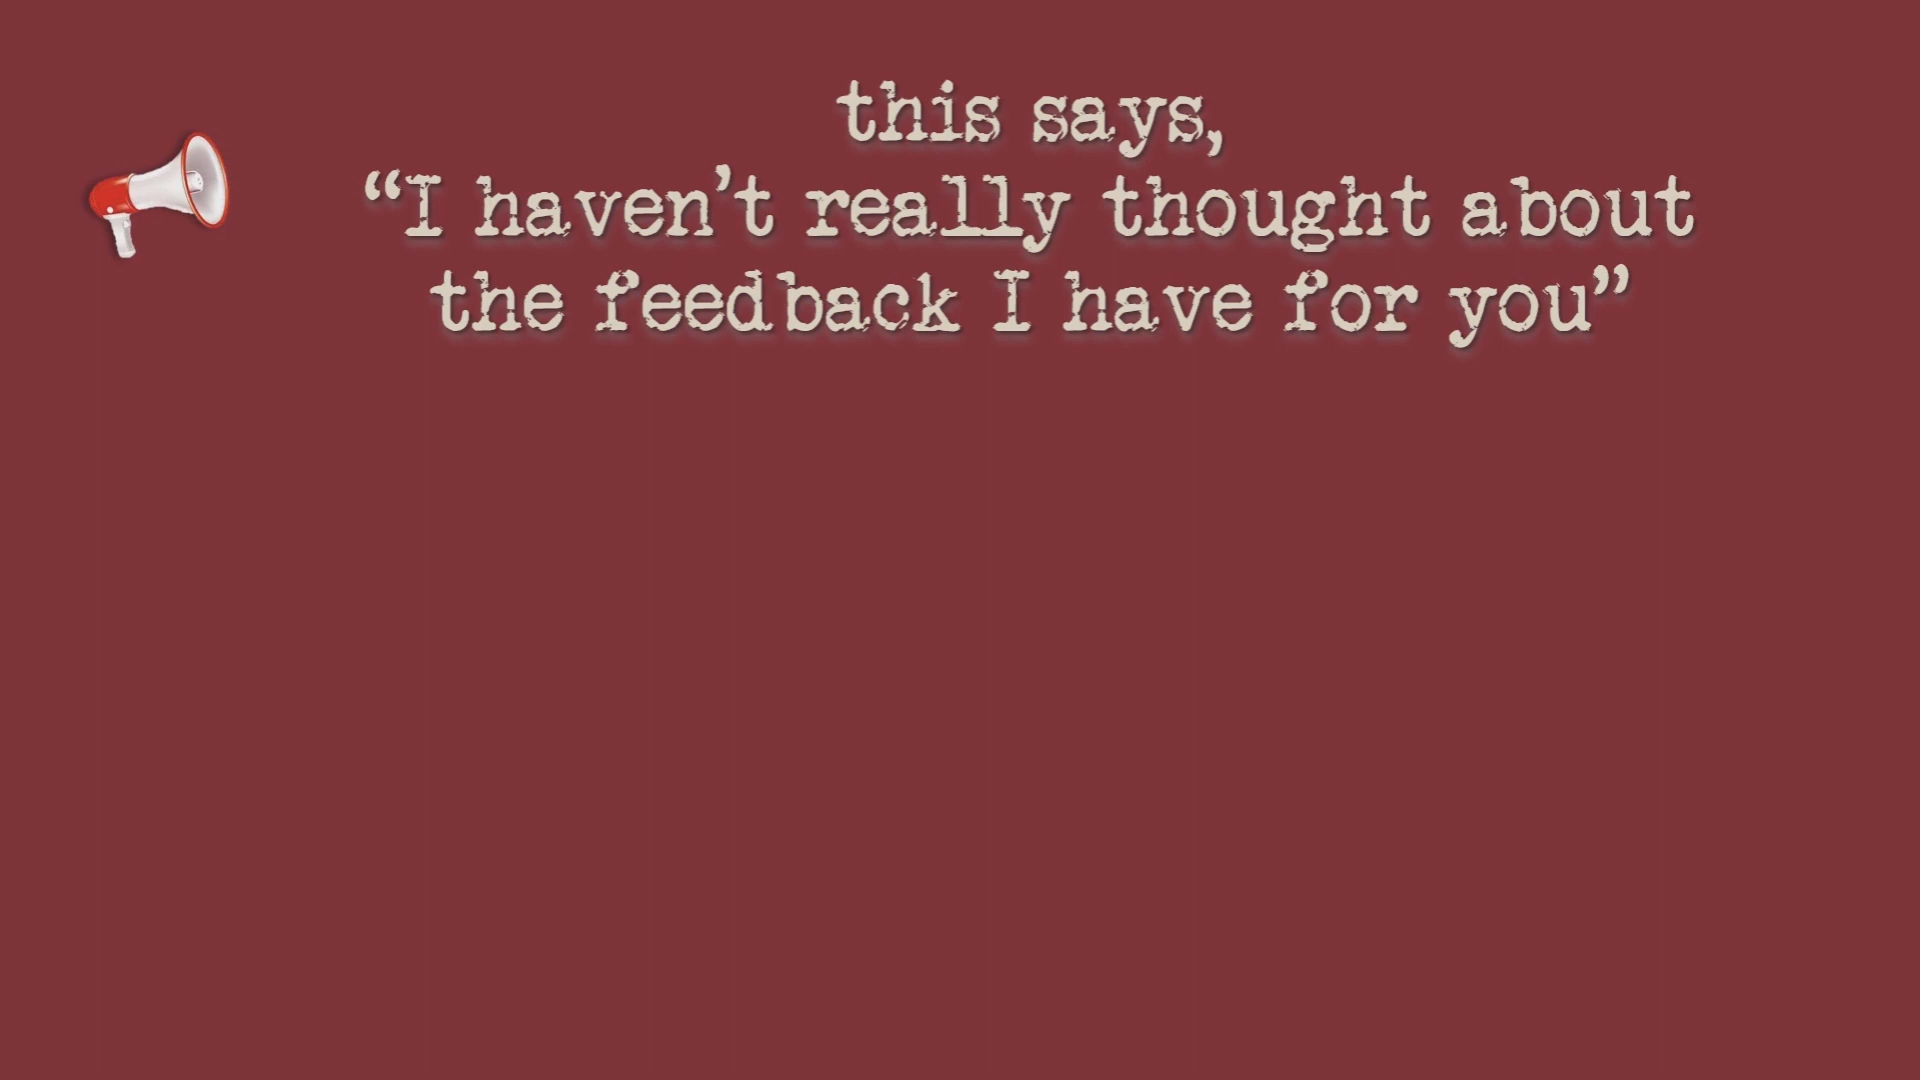 this says,
“I haven’t really thought about
the feedback I have for you”